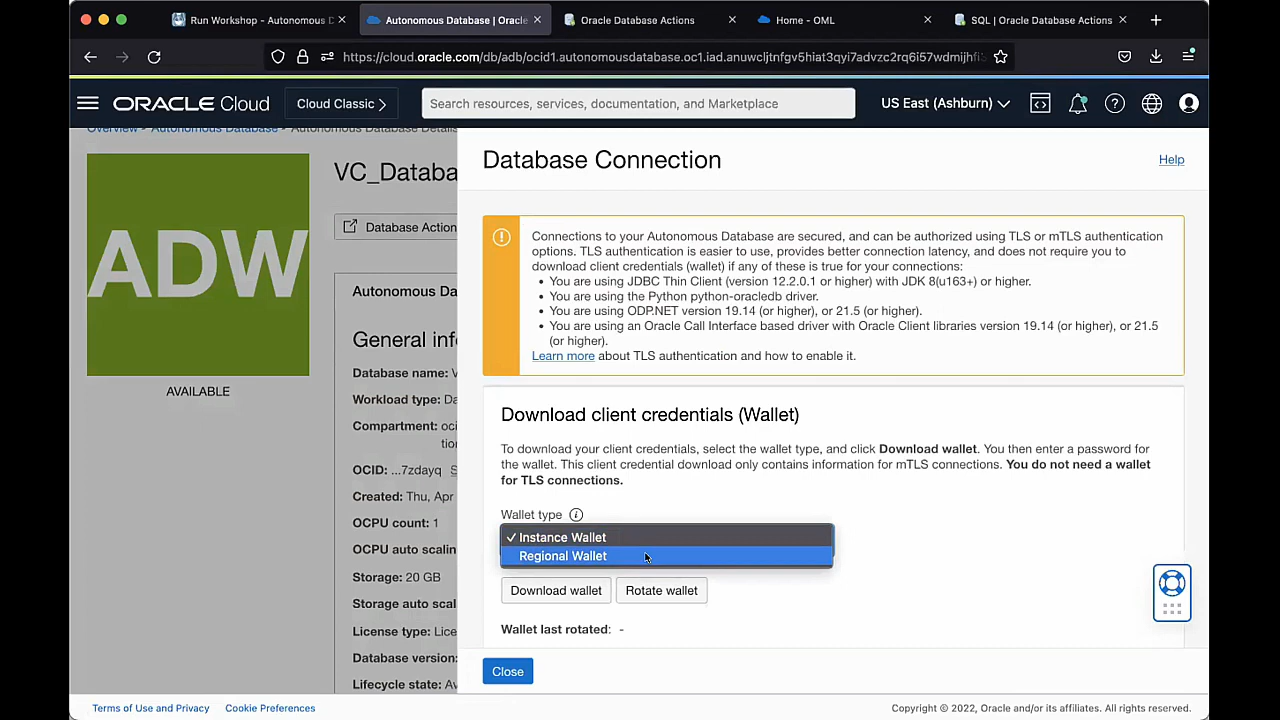 Run Workshop - Autonomous D
Autonomous Database | Oracle
Oracle Database Actions
Home - OML
SQL | Oracle Database Actions
https://cloud.oracle.com/db/adb/ocid1.autonomousdatabase.oc1.iad.anuwcljtnfgv5hiat3qyi7advzc2rq6i57wdmijhfi
ORACLE Cloud
Cloud Classic
Search resources, services, documentation, and Marketplace
US East (Ashburn)
Overview › Autonomous Database › Autonomous Database Details
ADW
AVAILABLE
VC_Databa
Database Action
Autonomous Da
General info
Database name: V
Workload type: Da
Compartment: oci
tion
OCID: ...7zdayq S
Created: Thu, Apr
OCPU count: 1
OCPU auto scalin
Storage: 20 GB
Storage auto sca
License type: Lice
Database version:
Lifecycle state: Av
Database Connection
Help
Connections to your Autonomous Database are secured, and can be authorized using TLS or mTLS authentication
options. TLS authentication is easier to use, provides better connection latency, and does not require you to
download client credentials (wallet) if any of these is true for your connections:
• You are using JDBC Thin Client (version 12.2.0.1 or higher) with JDK 8(u163+) or higher.
• You are using the Python python-oracledb driver.
• You are using ODP.NET version 19.14 (or higher), or 21.5 (or higher).
• You are using an Oracle Call Interface based driver with Oracle Client libraries version 19.14 (or higher), or 21.5
(or higher).
Learn more about TLS authentication and how to enable it.
Download client credentials (Wallet)
To download your client credentials, select the wallet type, and click Download wallet. You then enter a password for
the wallet. This client credential download only contains information for mTLS connections. You do not need a wallet
for TLS connections.
Wallet type
✓ Instance Wallet
Regional Wallet
Download wallet
Rotate wallet
Wallet last rotated: -
Close
Terms of Use and Privacy
Cookie Preferences
Copyright © 2022, Oracle and/or its affiliates. All rights reserved.